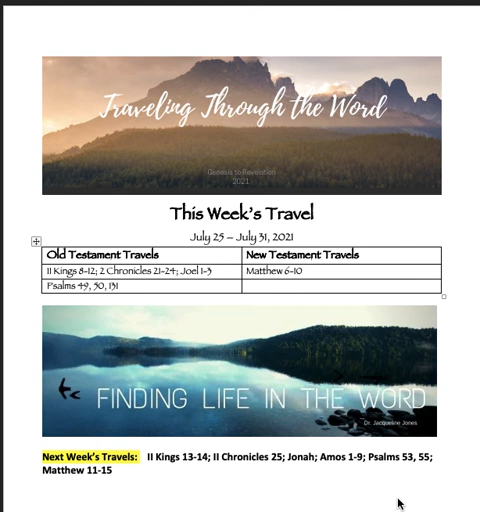 Traveling Through the Word
Genesis to Revelation
2021
This Week's Travel
July 25 – July 31, 2021
Old Testament Travels
New Testament Travels
II Kings 8-12; 2 Chronicles 21-24; Joel 1-3
Matthew 6-10
Psalms 49, 50, 131
FINDING LIFE IN THE WORD
Dr. Jacqueline Jones
Next Week's Travels: II Kings 13-14; II Chronicles 25; Jonah; Amos 1-9; Psalms 53, 55;
Matthew 11-15